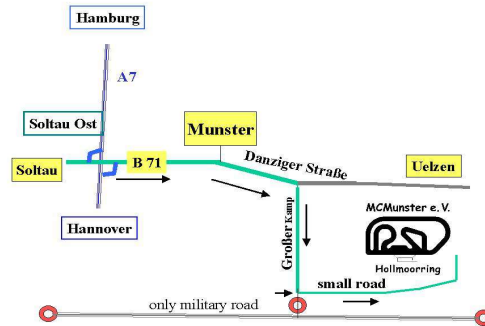 Hamburg
A7
Soltau Ost
Munster
Soltau
B 71
Danziger Straße
Uelzen
Hannover
Großer Kamp
MCMunster e. V.
Hollmoorring
small road
only military road